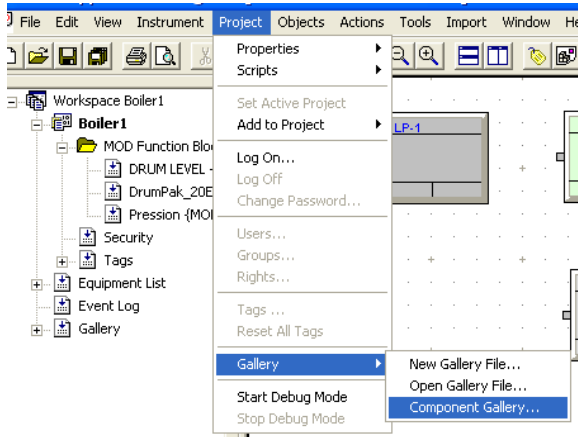 File Edit View Instrument Project Objects Actions Tools Import Window
Properties
Scripts
Set Active Project
Add to Project
Log On...
Log Off
Change Password...
Users...
Groups...
Rights...
Tags ...
Reset All Tags
Gallery
Start Debug Mode
Stop Debug Mode
New Gallery File...
Open Gallery File...
Component Gallery...
Workspace Boiler1
Boiler1
MOD Function Blo
DRUM LEVEL -
DrumPak_20E
Pression -{MOI
Security
Tags
Equipment List
Event Log
Gallery
LP-1